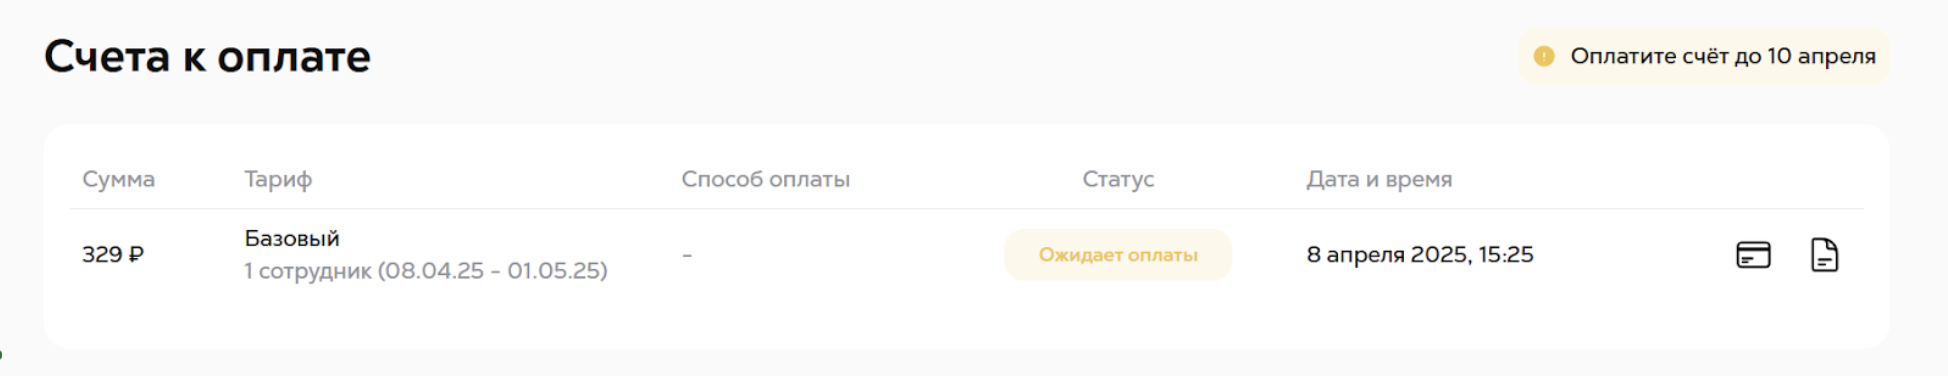 Счета к оплате
Оплатите счёт до 10 апреля
Сумма Тариф Способ оплаты Статус Дата и время
329 ₽ Базовый - Ожидает оплаты 8 апреля 2025, 15:25
1 сотрудник (08.04.25 - 01.05.25)